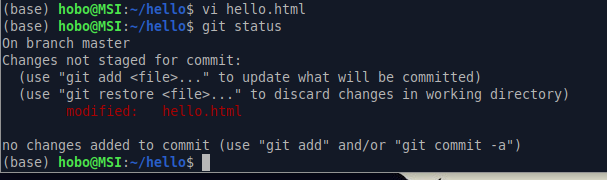 (base) hobo@MSI:~/hello$ vi hello.html
(base) hobo@MSI:~/hello$ git status
On branch master
Changes not staged for commit:
  (use "git add <file>..." to update what will be committed)
  (use "git restore <file>..." to discard changes in working directory)
        modified:   hello.html

no changes added to commit (use "git add" and/or "git commit -a")
(base) hobo@MSI:~/hello$